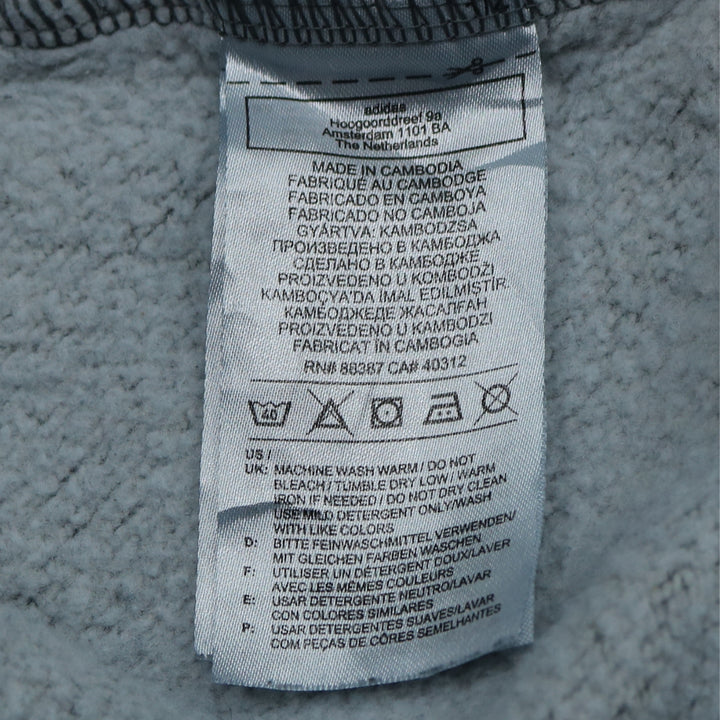 adidas
Hoogoorddreef 9a
Amsterdam 1101 BA
The Netherlands
MADE IN CAMBODIA
FABRIQUÉ AU CAMBODGE
FABRICADO EN CAMBOYA
FABRICADO NO CAMBOJA
GYÁRTVA: KAMBODZSA
ПРОИЗВЕДЕНО В КАМБОДЖА
СДЕЛАНО В КАМБОДЖЕ
PROIZVEDENO U KOMBODZI
KAMBOÇYA'DA İMAL EDİLMİŞTİR.
КАМБОДЖЕДЕ ЖАСАЛҒАН
PROIZVEDENO U KAMBODZI
FABRICAT ÎN CAMBOGIA
RN# 88387 CA# 40312
40
US /
UK: MACHINE WASH WARM / DO NOT
BLEACH / TUMBLE DRY LOW / WARM
IRON IF NEEDED / DO NOT DRY CLEAN
USE MILD DETERGENT ONLY/WASH
WITH LIKE COLORS
D: BITTE FEINWASCHMITTEL VERWENDEN/
MIT GLEICHEN FARBEN WASCHEN
F: UTILISER UN DÉTERGENT DOUX/LAVER
AVEC LES MÊMES COULEURS
E: USAR DETERGENTE NEUTRO/LAVAR
CON COLORES SIMILARES
P: USAR DETERGENTES SUAVES/LAVAR
COM PEÇAS DE CÔRES SEMELHANTES